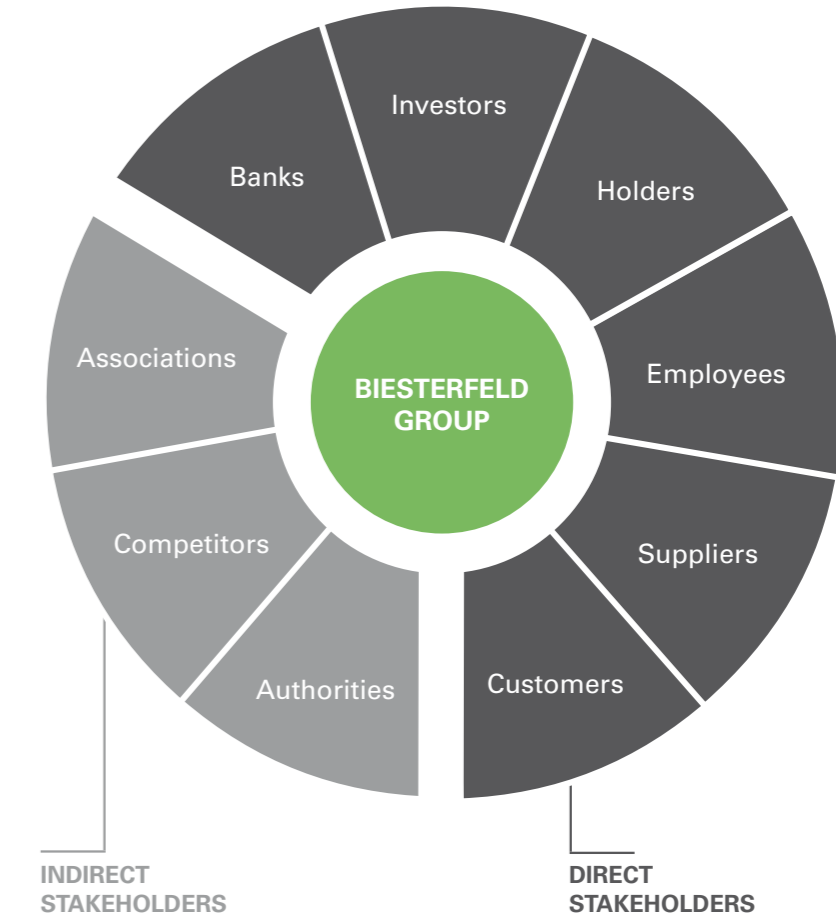 Investors
Banks
Holders
Associations
Employees
BIESTERFELD
GROUP
Competitors
Suppliers
Authorities
Customers
INDIRECT
STAKEHOLDERS
DIRECT
STAKEHOLDERS